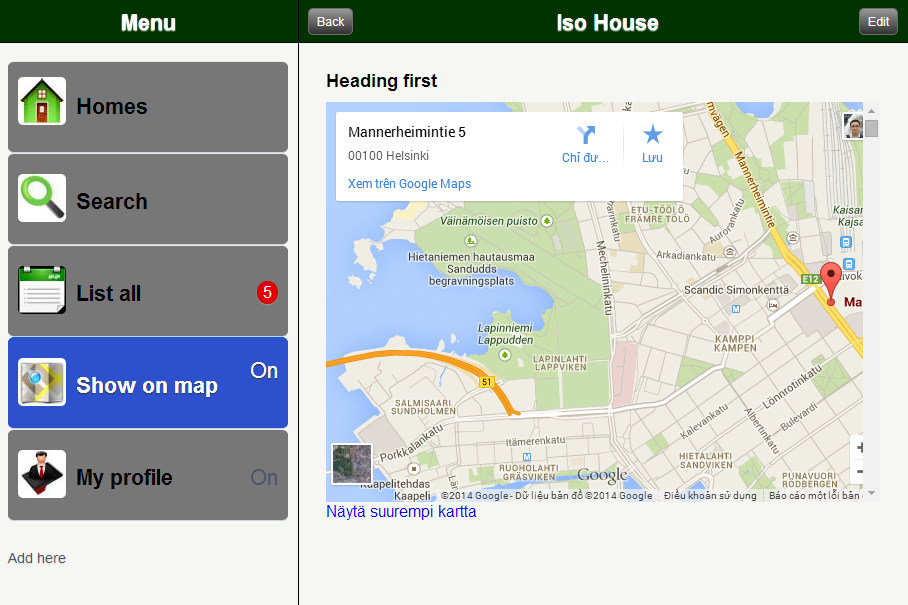 Menu
Homes
Search
List all
5
Show on map
On
My profile
On
Add here
Back
Iso House
Edit
Heading first
Mannerheimintie 5
00100 Helsinki
Xem trên Google Maps
Chỉ đư...
Lưu
Väinämöisen puisto
ETU-TÖÖLÖ
FRÄMRE TÖLÖ
Mannerheimintie
Aurorankatu
Arkadiankatu
Mechelininkatu
Hietaniemen hautausmaa
Sandudds
begravningsplats
Scandic Simonkenttä
E12
Ma
KAMPPI
KAMPEN
Lapinniemi
Lappudden
LAPINLAHTI
LAPPVIKEN
51
Lönnrotinkatu
SALMISAARI
SUNDHOLMEN
Bulevardi
Kalevankatu
Albertinkatu
Porkkalankatu
Itämerenkatu
HIETALAHTI
SANDVIKEN
RUOHOLAHTI
GRÄSVIKEN
PUNAVUORI
RÖDBERGEN
Kaapelitehdas
Kaapeli
Google
©2014 Google - Dữ liệu bản đồ ©2014 Google
Điều khoản sử dụng
Báo cáo một lỗi bản
Näytä suurempi kartta